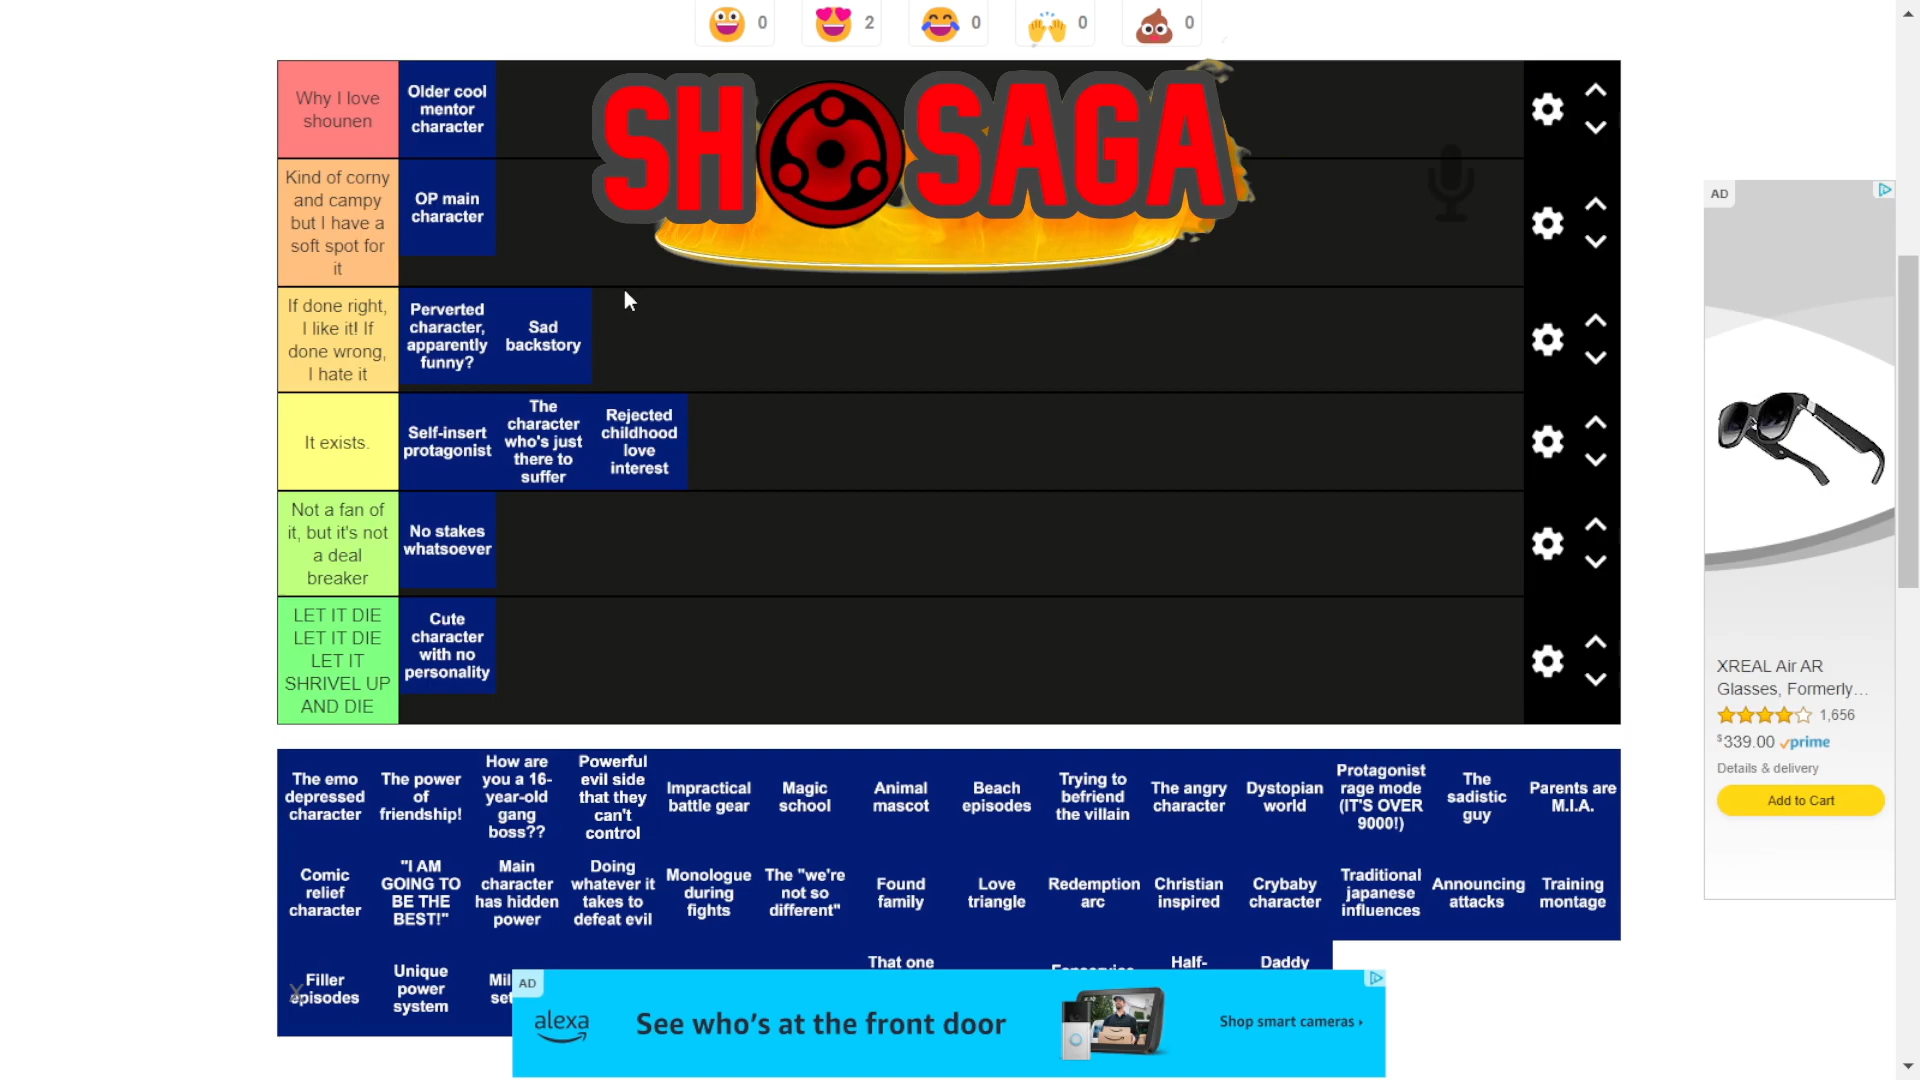 0
2
0
0
0
Why I love
shounen
Older cool
mentor
character
SH SAGA
Kind of corny
and campy
but I have a
soft spot for
it
OP main
character
If done right,
I like it! If
done wrong,
I hate it
Perverted
character,
apparently
funny?
Sad
backstory
It exists.
Self-insert
protagonist
The
character
who's just
there to
suffer
Rejected
childhood
love
interest
Not a fan of
it, but it's not
a deal
breaker
No stakes
whatsoever
LET IT DIE
LET IT DIE
LET IT
SHRIVEL UP
AND DIE
Cute
character
with no
personality
The emo
depressed
character
The power
of
friendship!
How are
you a 16-
year-old
gang
boss??
Powerful
evil side
that they
can't
control
Impractical
battle gear
Magic
school
Animal
mascot
Beach
episodes
Trying to
befriend
the villain
The angry
character
Dystopian
world
Protagonist
rage mode
(IT'S OVER
9000!)
The
sadistic
guy
Parents are
M.I.A.
Comic
relief
character
"I AM
GOING TO
BE THE
BEST!"
Main
character
has hidden
power
Doing
whatever it
takes to
defeat evil
Monologue
during
fights
The "we're
not so
different"
Found
family
Love
triangle
Redemption
arc
Christian
inspired
Crybaby
character
Traditional
japanese
influences
Announcing
attacks
Training
montage
Filler
episodes
Unique
power
system
That one
Half-
Daddy
AD
alexa
See who's at the front door
Shop smart cameras ›
AD
XREAL Air AR
Glasses, Formerly...
1,656
$339.00 prime
Details & delivery
Add to Cart